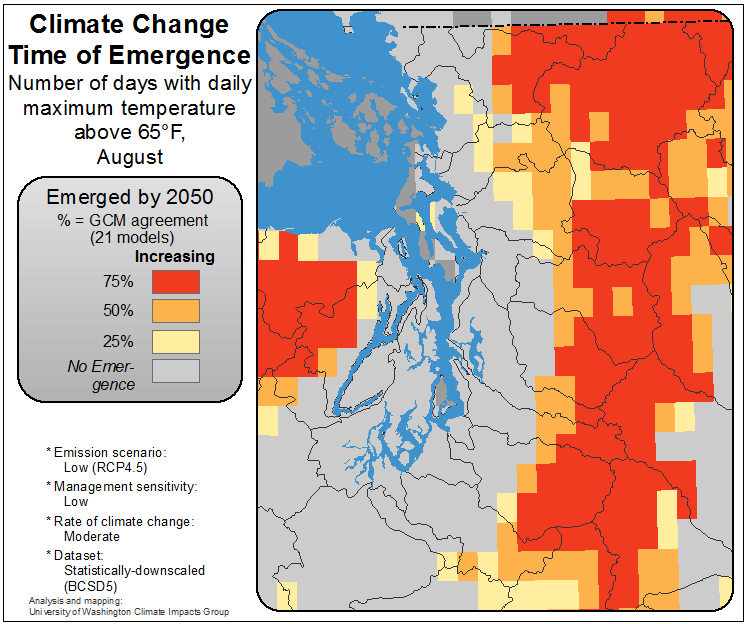 Climate Change
Time of Emergence
Number of days with daily
maximum temperature
above 65°F,
August
Emerged by 2050
% = GCM agreement
(21 models)
Increasing
75%
50%
25%
No Emer-
gence
* Emission scenario:
Low (RCP4.5)
* Management sensitivity:
Low
* Rate of climate change:
Moderate
* Dataset:
Statistically-downscaled
(BCSD5)
Analysis and mapping:
University of Washington Climate Impacts Group